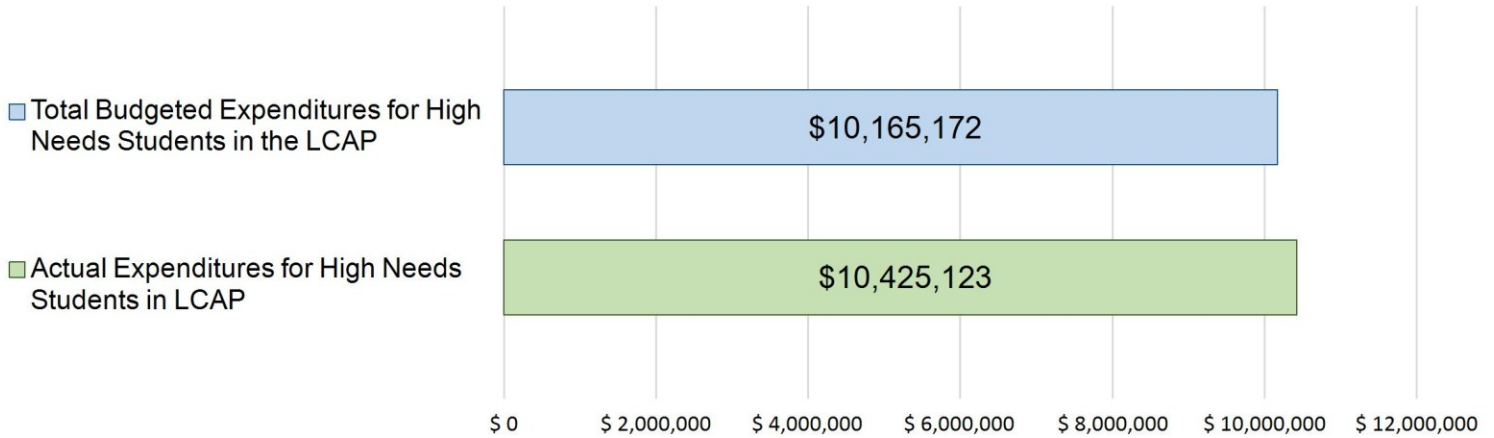 Total Budgeted Expenditures for High
Needs Students in the LCAP
$10,165,172
Actual Expenditures for High Needs
Students in LCAP
$10,425,123
$ 0 $ 2,000,000 $ 4,000,000 $ 6,000,000 $ 8,000,000 $ 10,000,000 $ 12,000,000